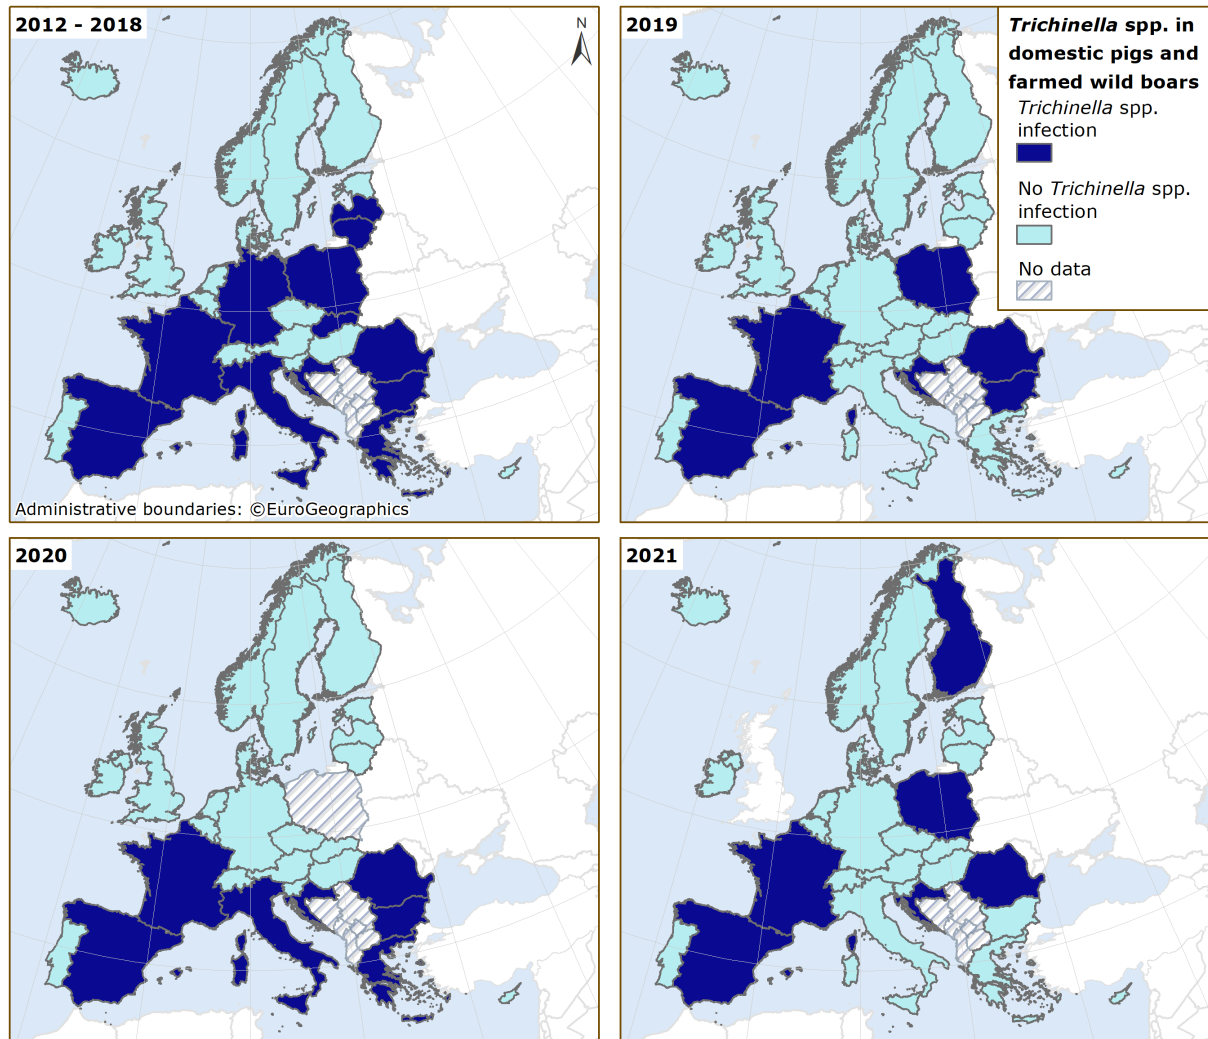 2012 - 2018
N
2019
Trichinella spp. in
domestic pigs and
farmed wild boars
Trichinella spp.
infection
No Trichinella spp.
infection
No data
Administrative boundaries: ©EuroGeographics
2020
2021